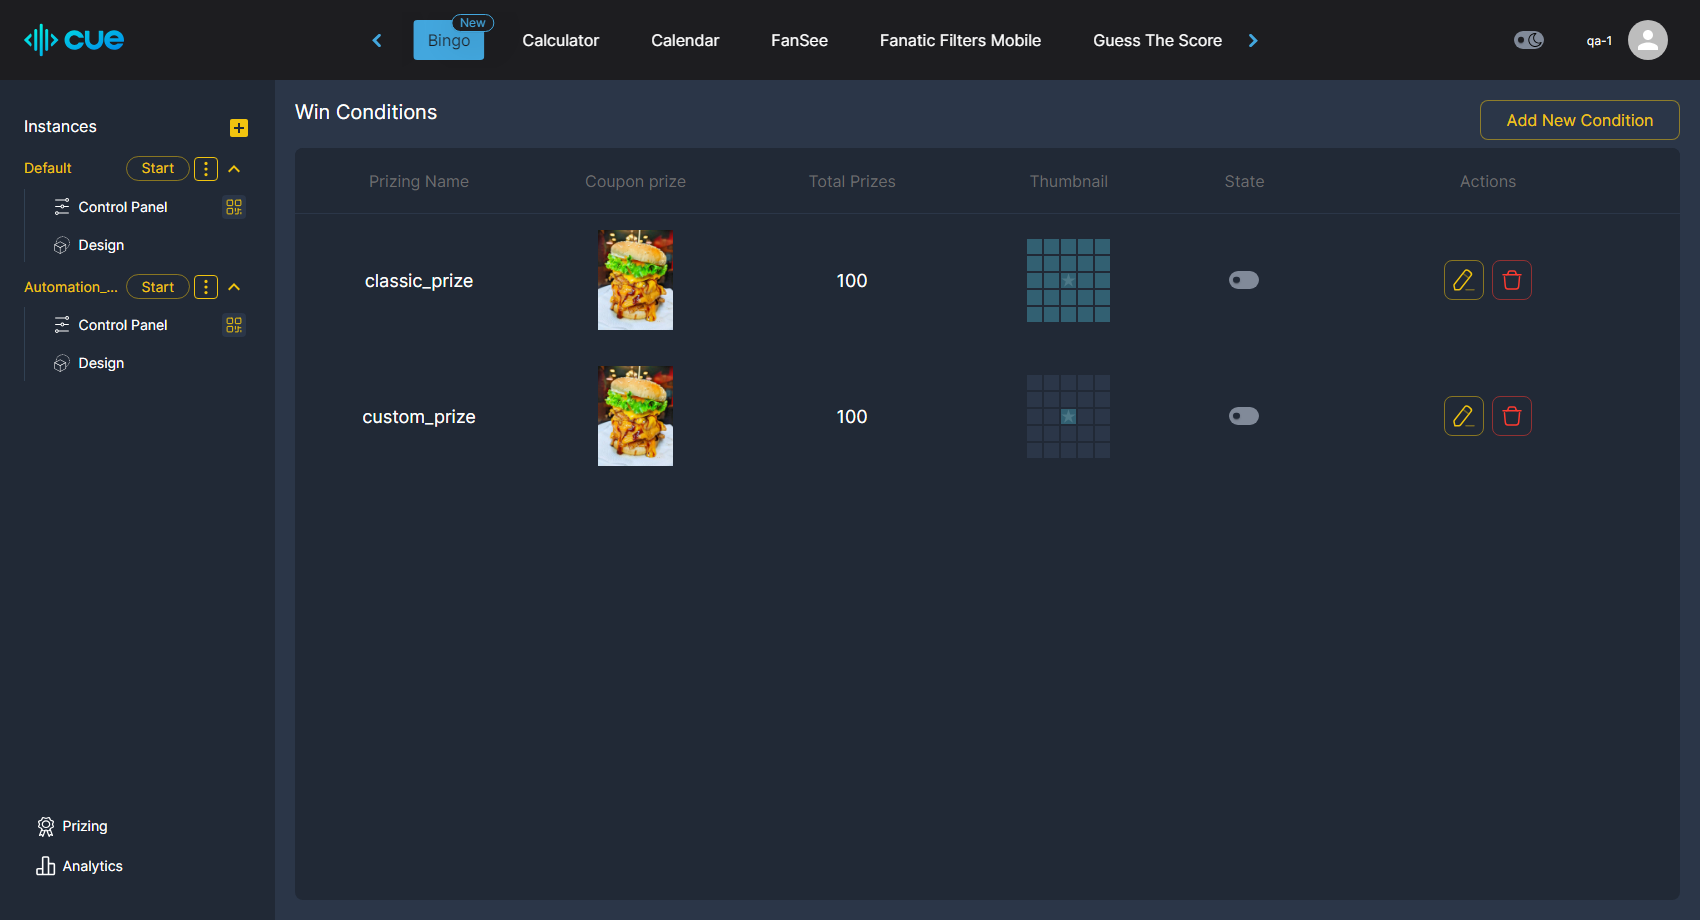 cue
New
Bingo
Calculator
Calendar
FanSee
Fanatic Filters Mobile
Guess The Score
qa-1
Instances
Default
Start
Control Panel
Design
Automation_...
Start
Control Panel
Design
Prizing
Analytics
Win Conditions
Add New Condition
Prizing Name
Coupon prize
Total Prizes
Thumbnail
State
Actions
classic_prize
100
custom_prize
100